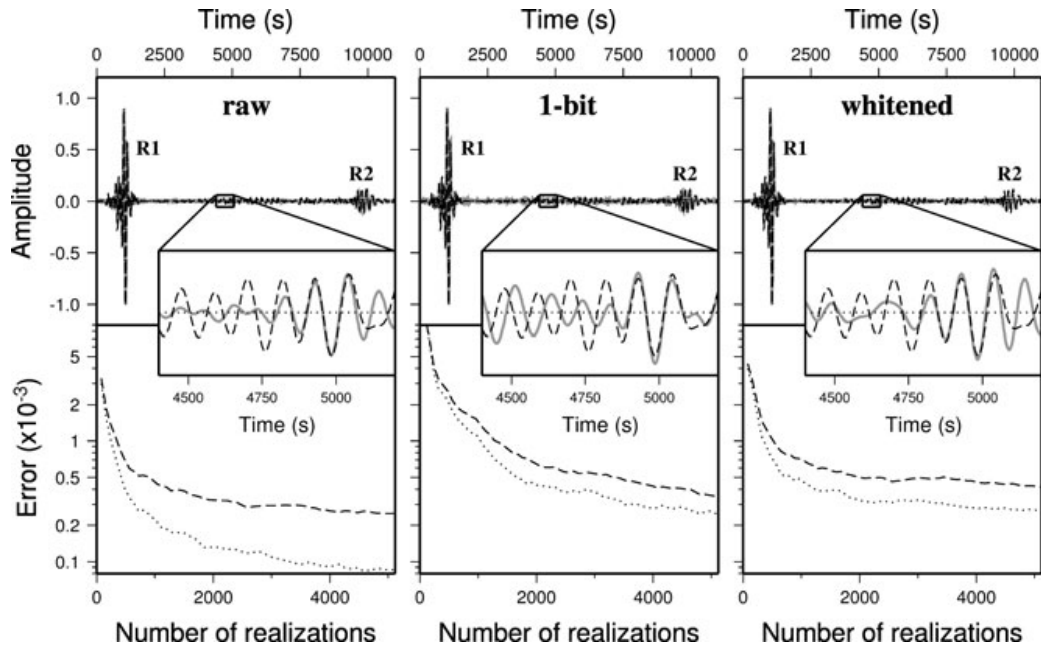 Time (s) Time (s) Time (s)
0 2500 5000 7500 10000 0 2500 5000 7500 10000 0 2500 5000 7500 10000
raw 1-bit whitened
Amplitude
1.0
0.5
0.0
-0.5
-1.0
R1 R2
R1 R2
R1 R2
4500 4750 5000 4500 4750 5000 4500 4750 5000
Time (s) Time (s) Time (s)
Error (x10-3)
5
2
1
0.5
0.2
0.1
0 2000 4000 0 2000 4000 0 2000 4000
Number of realizations Number of realizations Number of realizations